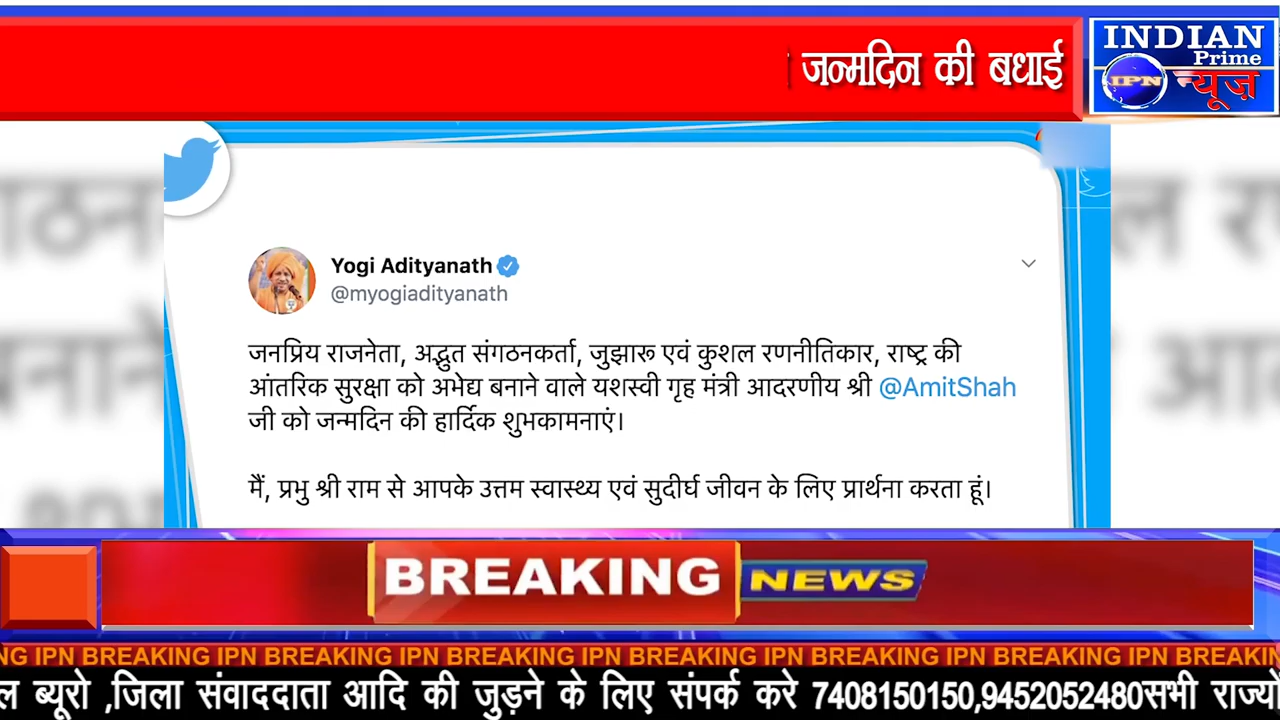 जन्मदिन की बधाई
INDIAN
Prime
IPN न्यूज़
Yogi Adityanath
@myogiadityanath
जनप्रिय राजनेता, अद्भुत संगठनकर्ता, जुझारू एवं कुशल रणनीतिकार, राष्ट्र की
आंतरिक सुरक्षा को अभेद्य बनाने वाले यशस्वी गृह मंत्री आदरणीय श्री @AmitShah
जी को जन्मदिन की हार्दिक शुभकामनाएं।
मैं, प्रभु श्री राम से आपके उत्तम स्वास्थ्य एवं सुदीर्घ जीवन के लिए प्रार्थना करता हूं।
BREAKING NEWS
NG IPN BREAKING IPN BREAKING IPN BREAKING IPN BREAKING IPN BREAKING IPN BREAKING IPN BREAKIN
ल ब्यूरो ,जिला संवाददाता आदि की जुड़ने के लिए संपर्क करे 7408150150,9452052480सभी राज्यो